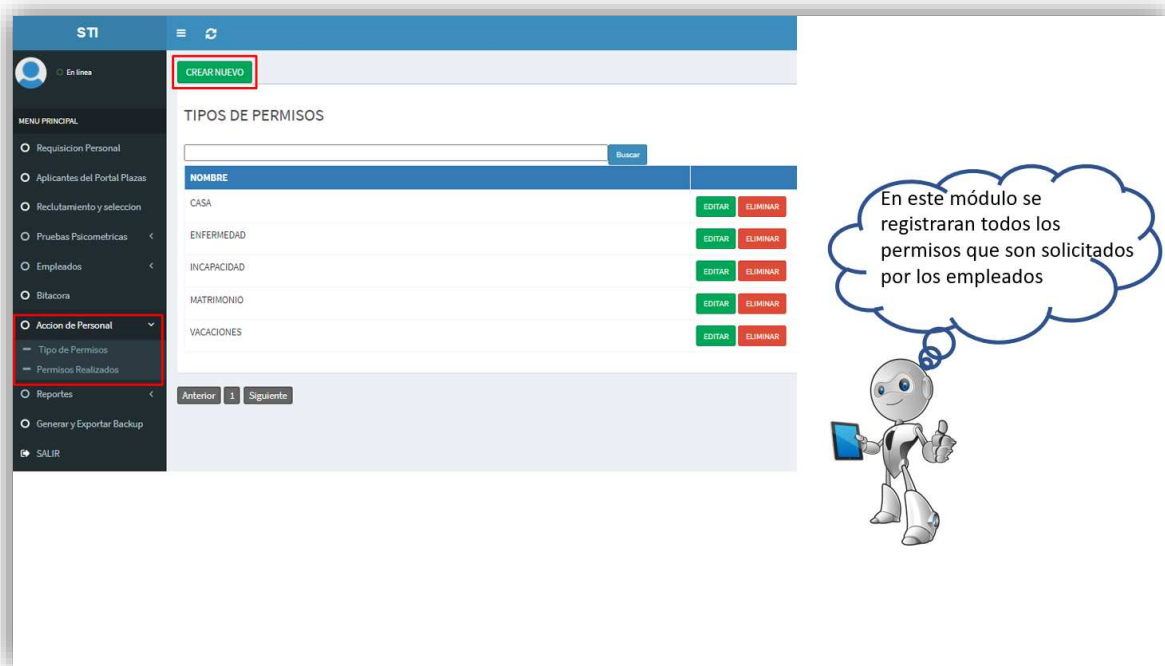 STI
En linea
CREAR NUEVO
MENU PRINCIPAL
Requisicion Personal
Aplicantes del Portal Plazas
Reclutamiento y seleccion
Pruebas Psicometricas
Empleados
Bitacora
Accion de Personal
Tipo de Permisos
Permisos Realizados
Reportes
Generar y Exportar Backup
SALIR
TIPOS DE PERMISOS
Buscar
NOMBRE
CASA EDITAR ELIMINAR
ENFERMEDAD EDITAR ELIMINAR
INCAPACIDAD EDITAR ELIMINAR
MATRIMONIO EDITAR ELIMINAR
VACACIONES EDITAR ELIMINAR
Anterior 1 Siguiente
En este módulo se
registraran todos los
permisos que son solicitados
por los empleados